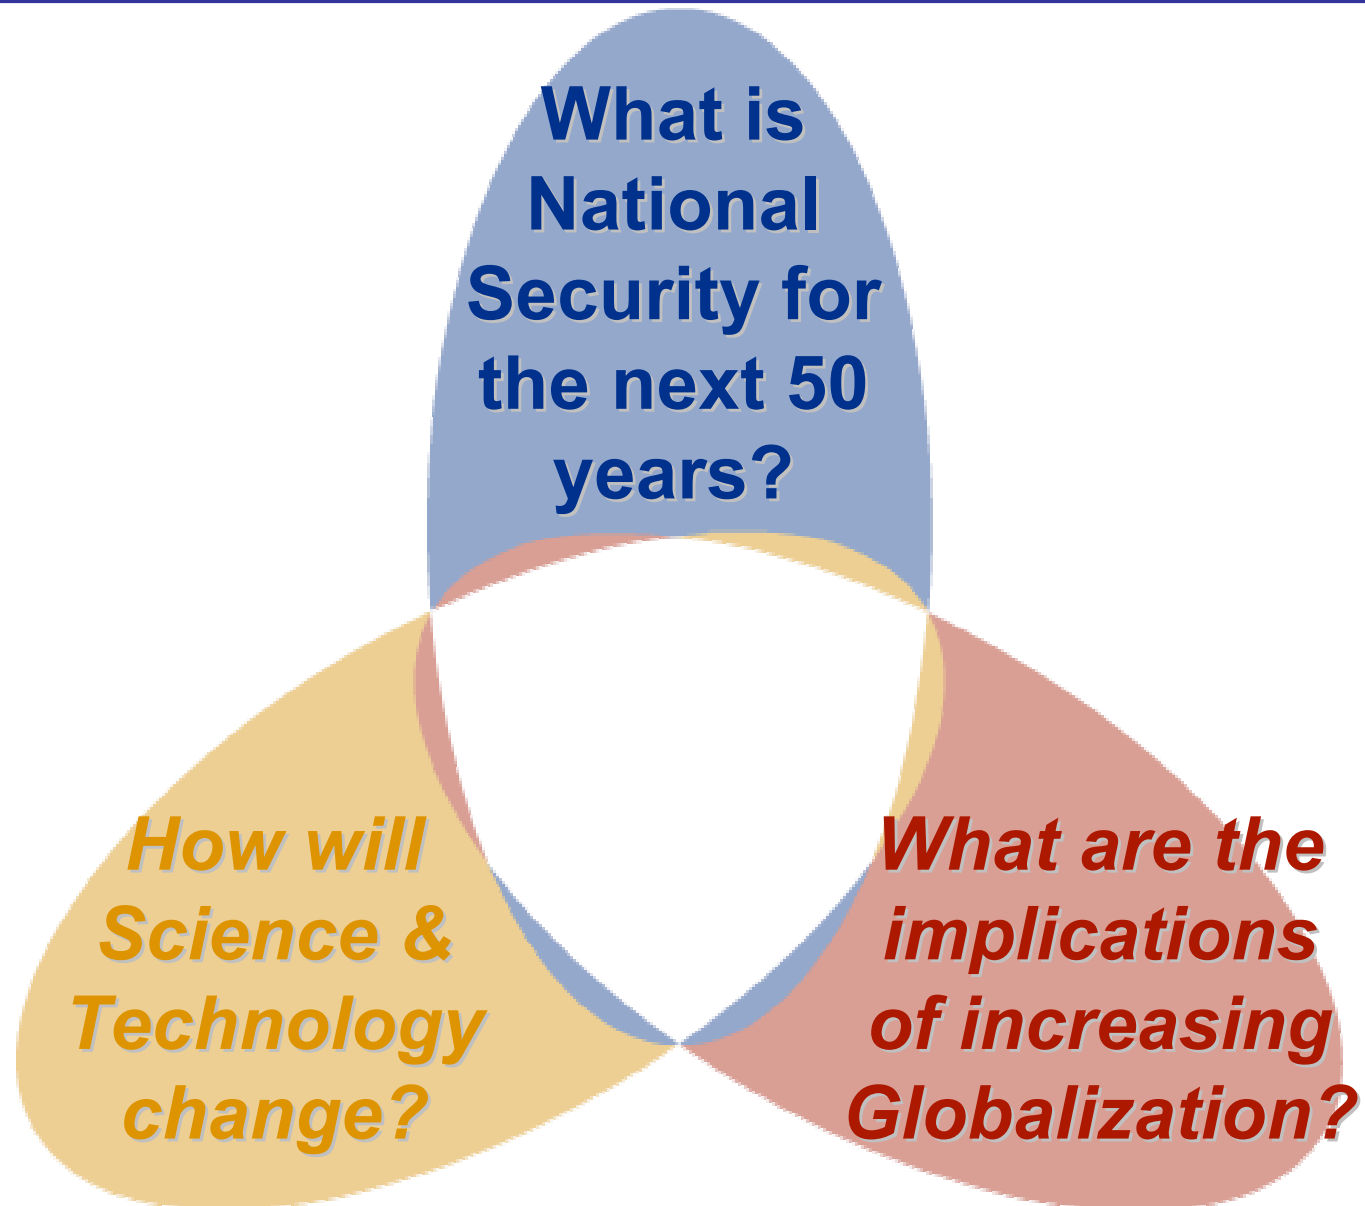 What is
National
Security for
the next 50
years?
How will
Science &
Technology
change?
What are the
implications
of increasing
Globalization?